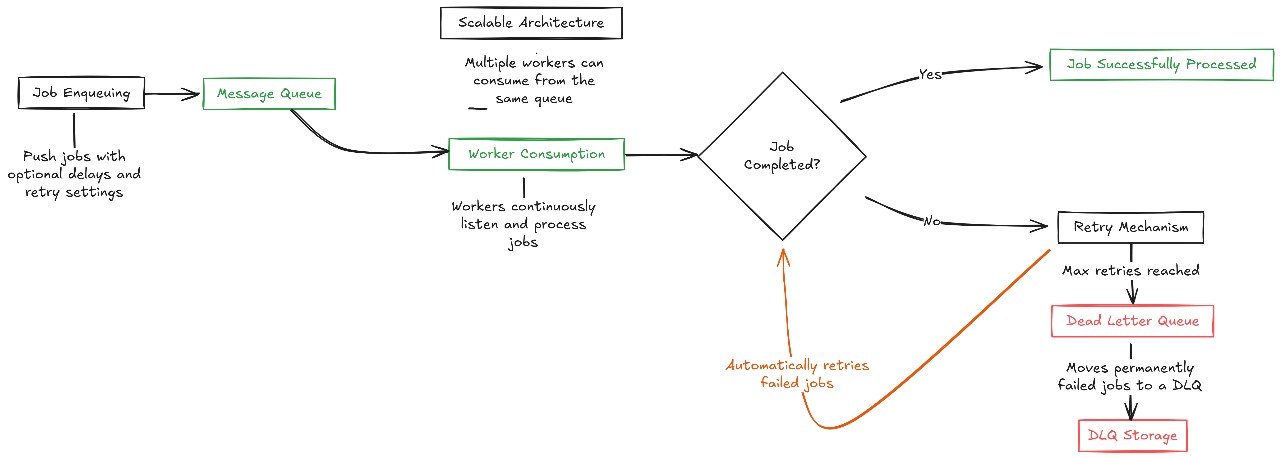 Scalable Architecture
Multiple workers can
consume from the
same queue
Job Enqueuing
Push jobs with
optional delays and
retry settings
Message Queue
Worker Consumption
Workers continuously
listen and process
jobs
Job
Completed?
Yes
Job Successfully Processed
No
Retry Mechanism
Max retries reached
Dead Letter Queue
Moves permanently
failed jobs to a DLQ
DLQ Storage
Automatically retries
failed jobs